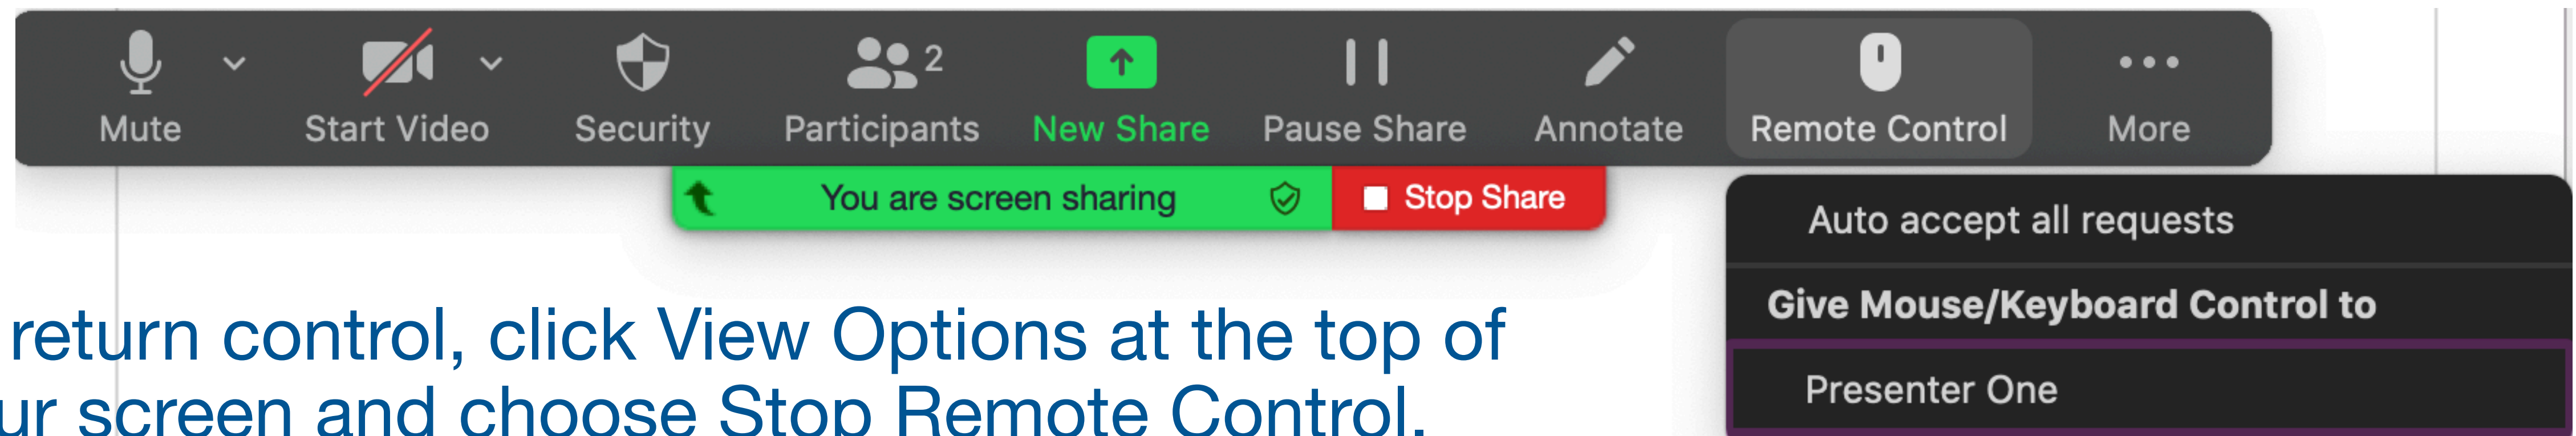 Mute
Start Video
Security
Participants
2
New Share
Pause Share
Annotate
Remote Control
More
You are screen sharing
Stop Share
Auto accept all requests
Give Mouse/Keyboard Control to
Presenter One
return control, click View Options at the top of
ur screen and choose Stop Remote Control.